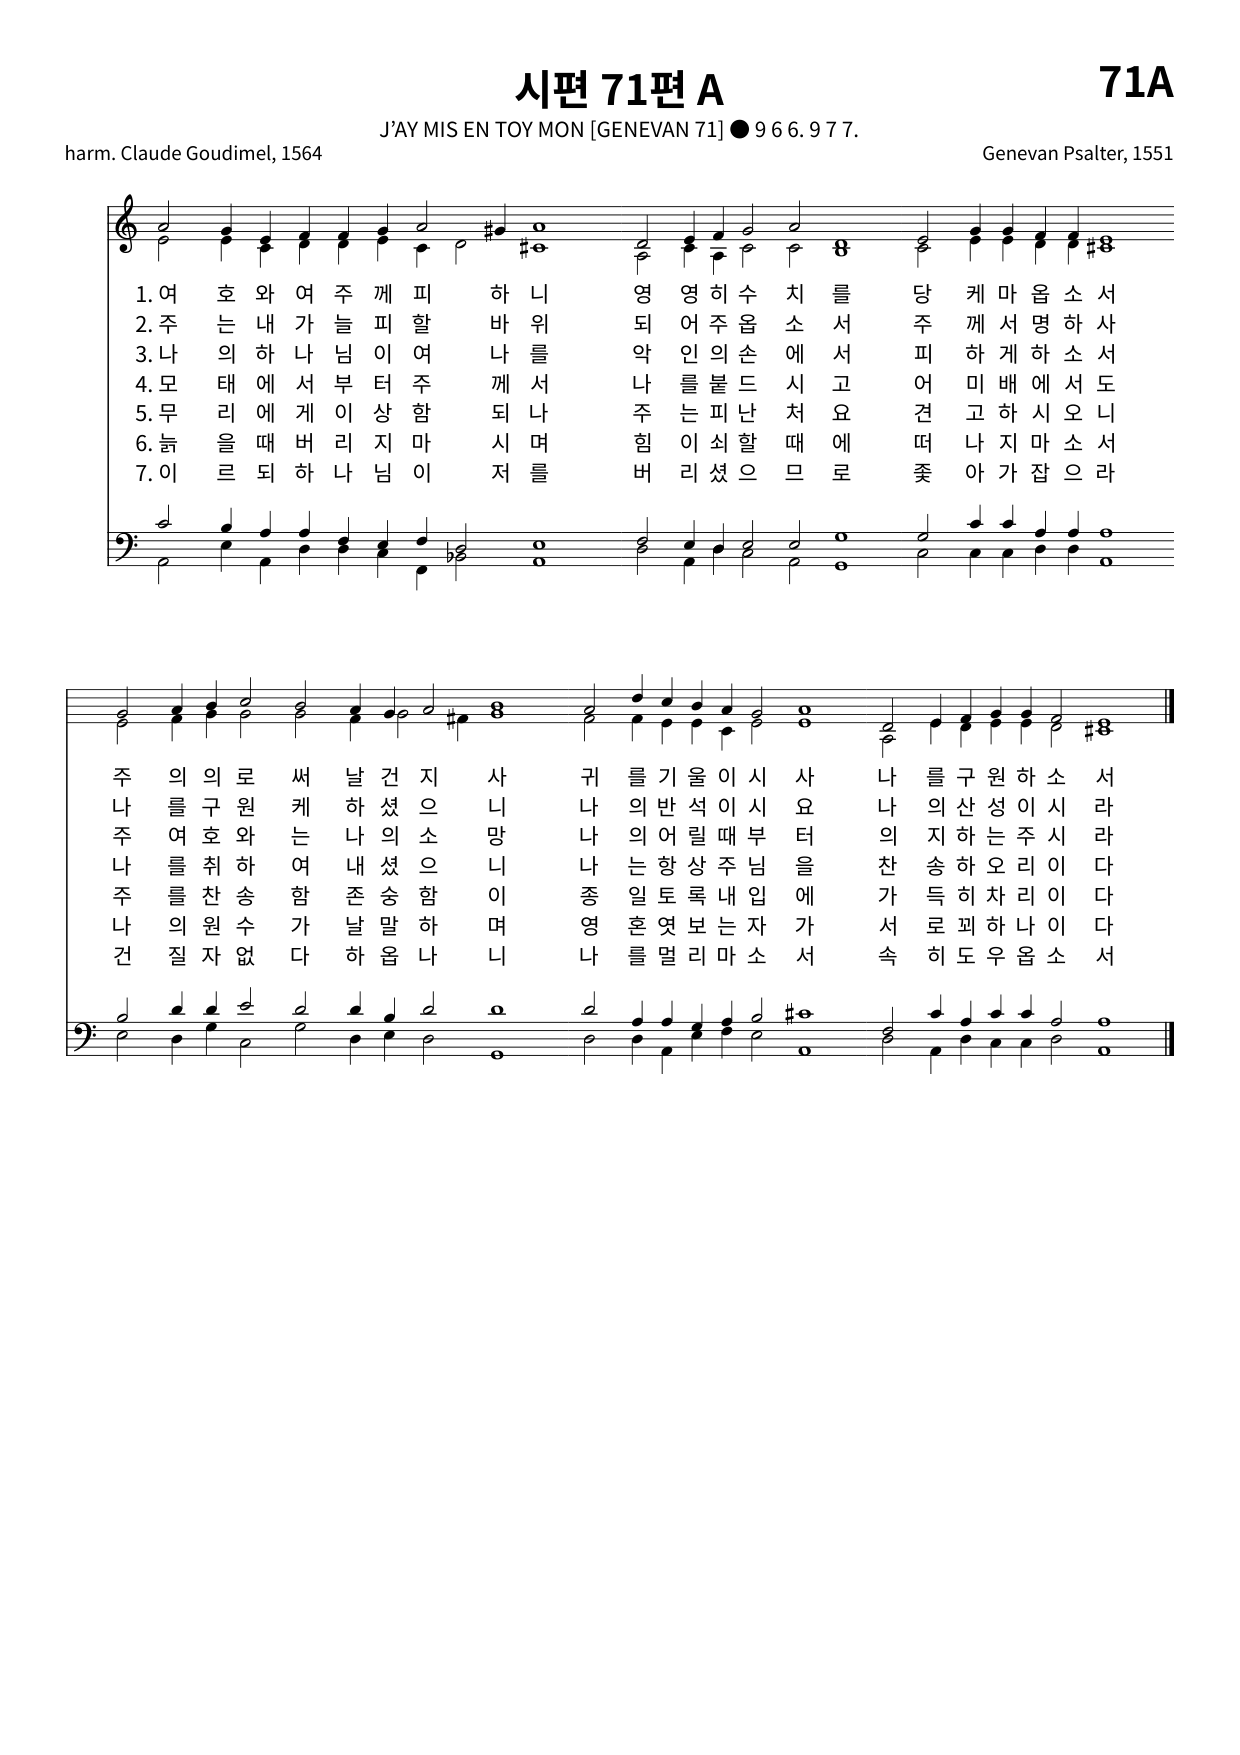 시편 71편 A
71A
J’AY MIS EN TOY MON [GENEVAN 71] ● 9 6 6. 9 7 7.
harm. Claude Goudimel, 1564
Genevan Psalter, 1551
1. 여 호 와 여 주 께 피 하 니 영 영 히 수 치 를 당 케 마 옵 소 서
2. 주 는 내 가 늘 피 할 바 위 되 어 주 옵 소 서 주 께 서 명 하 사
3. 나 의 하 나 님 이 여 나 를 악 인 의 손 에 서 피 하 게 하 소 서
4. 모 태 에 서 부 터 주 께 서 나 를 붙 드 시 고 어 미 배 에 서 도
5. 무 리 에 게 이 상 함 되 나 주 는 피 난 처 요 견 고 하 시 오 니
6. 늙 을 때 버 리 지 마 시 며 힘 이 쇠 할 때 에 떠 나 지 마 소 서
7. 이 르 되 하 나 님 이 저 를 버 리 셨 으 므 로 좇 아 가 잡 으 라
주 의 의 로 써 날 건 지 사 귀 를 기 울 이 시 사 나 를 구 원 하 소 서
나 를 구 원 케 하 셨 으 니 나 의 반 석 이 시 요 나 의 산 성 이 시 라
주 여 호 와 는 나 의 소 망 나 의 어 릴 때 부 터 의 지 하 는 주 시 라
나 를 취 하 여 내 셨 으 니 나 는 항 상 주 님 을 찬 송 하 오 리 이 다
주 를 찬 송 함 존 숭 함 이 종 일 토 록 내 입 에 가 득 히 차 리 이 다
나 의 원 수 가 날 말 하 며 영 혼 엿 보 는 자 가 서 로 꾀 하 나 이 다
건 질 자 없 다 하 옵 나 니 나 를 멀 리 마 소 서 속 히 도 우 옵 소 서